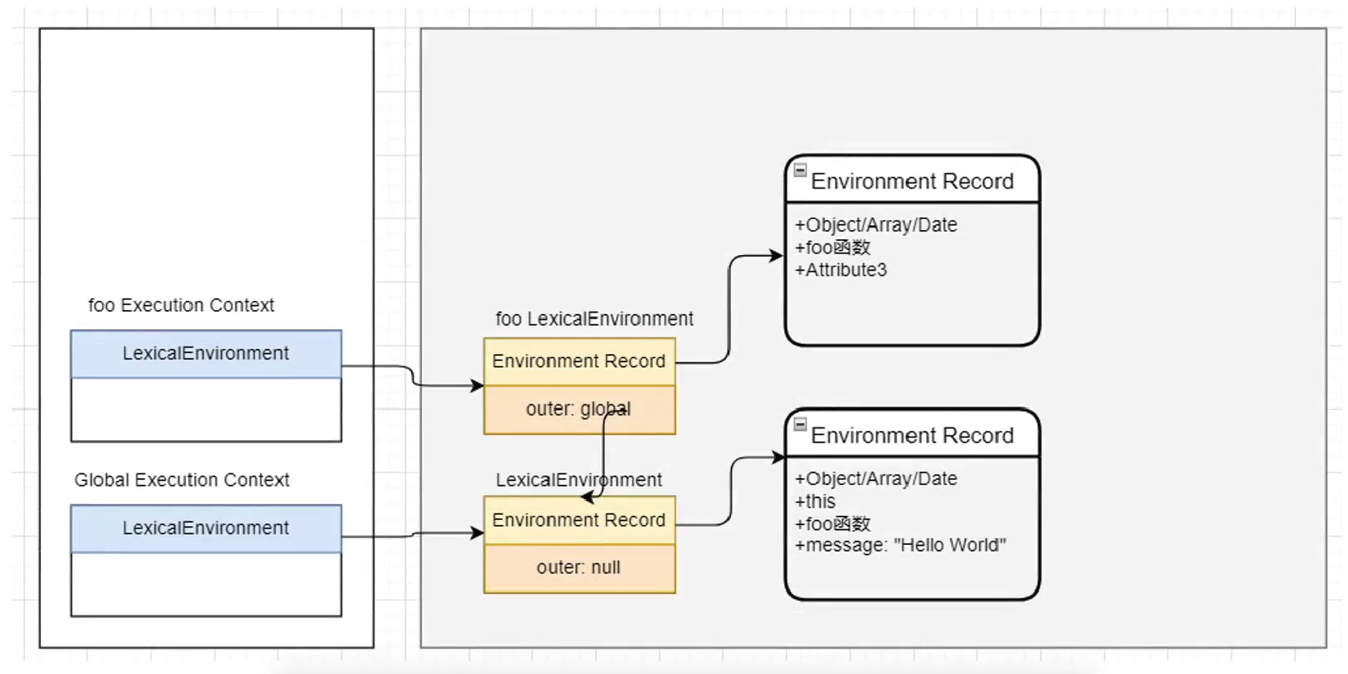 foo Execution Context
LexicalEnvironment
Global Execution Context
LexicalEnvironment
foo LexicalEnvironment
Environment Record
outer: global
LexicalEnvironment
Environment Record
outer: null
Environment Record
+Object/Array/Date
+foo函数
+Attribute3
Environment Record
+Object/Array/Date
+this
+foo函数
+message: "Hello World"